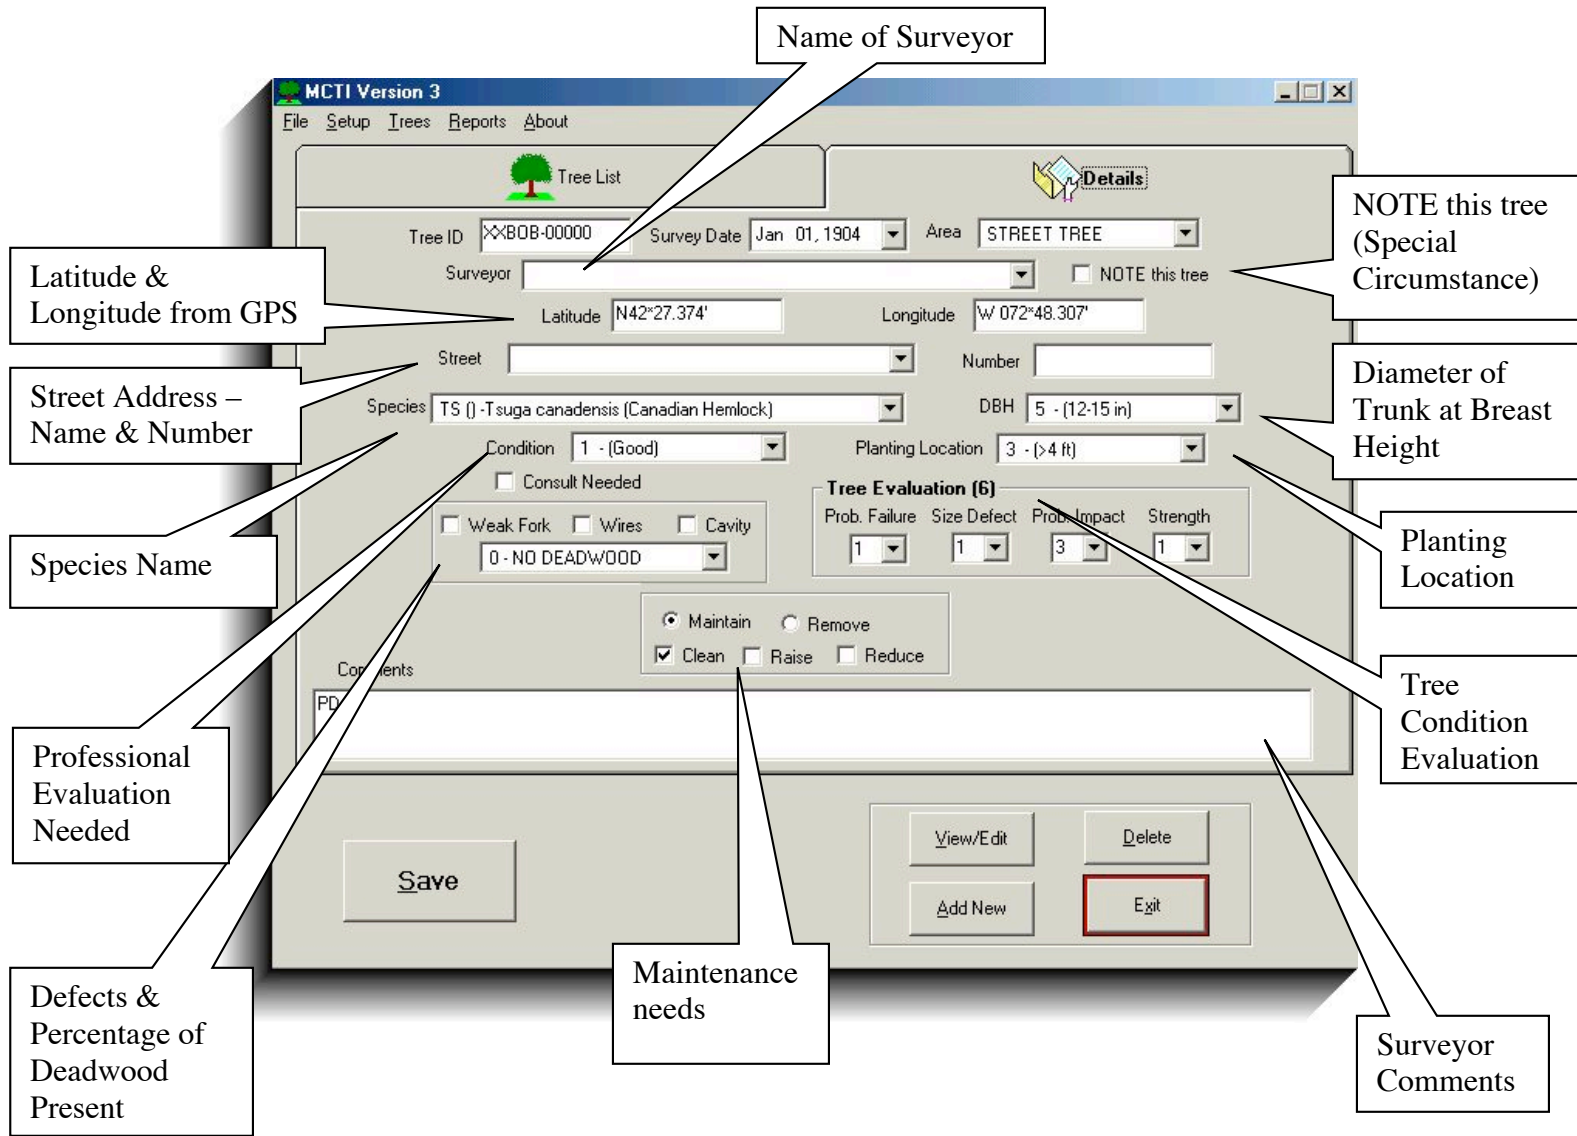 Name of Surveyor
MCTI Version 3
File Setup Trees Reports About
Tree List
Details
Tree ID XXBOB-00000 Survey Date Jan 01, 1904 Area STREET TREE
Surveyor NOTE this tree
Latitude N42*27.374' Longitude W 072*48.307'
Street Number
Species TS () -Tsuga canadensis (Canadian Hemlock) DBH 5 - (12-15 in)
Condition 1 - (Good) Planting Location 3 - (>4 ft)
Consult Needed
Tree Evaluation (6)
Weak Fork Wires Cavity
Prob. Failure Size Defect Prob. Impact Strength
0 - NO DEADWOOD
1 1 3 1
Maintain Remove
Clean Raise Reduce
Comments
PD
Save
View/Edit Delete
Add New Exit
Latitude &
Longitude from GPS
Street Address –
Name & Number
Species Name
Professional
Evaluation
Needed
Defects &
Percentage of
Deadwood
Present
Maintenance
needs
NOTE this tree
(Special
Circumstance)
Diameter of
Trunk at Breast
Height
Planting
Location
Tree
Condition
Evaluation
Surveyor
Comments